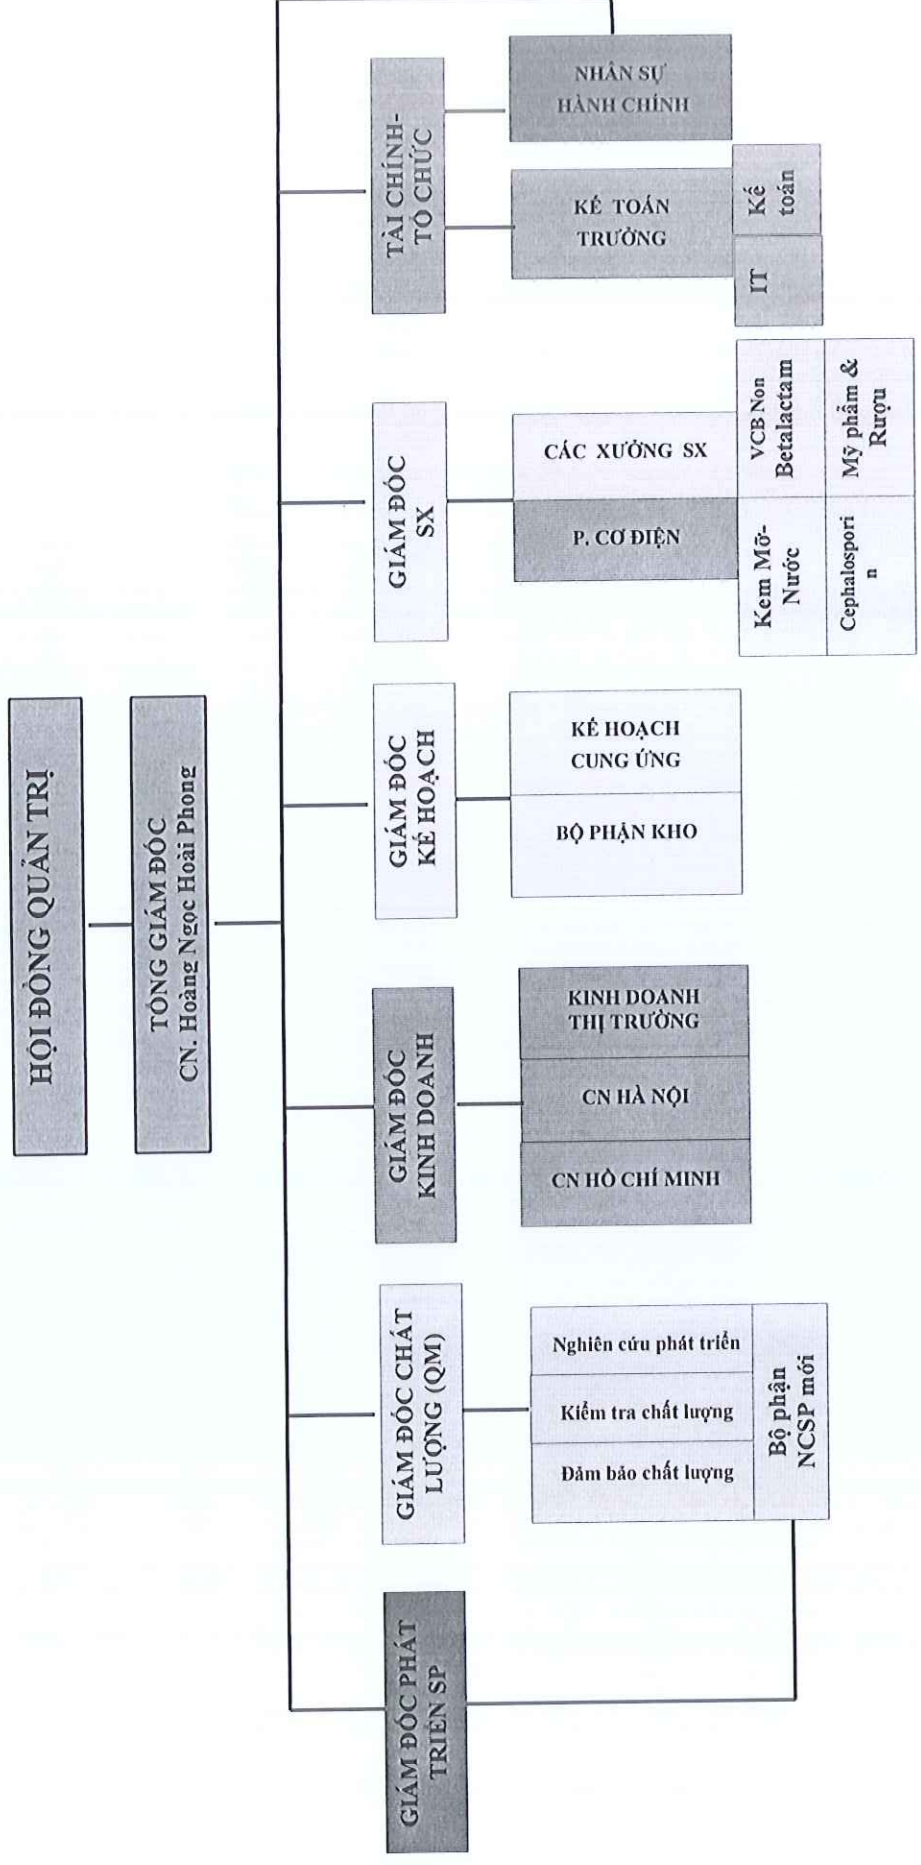 HỘI ĐỒNG QUẢN TRỊ
TỔNG GIÁM ĐỐC
CN. Hoàng Ngọc Hoài Phong
GIÁM ĐỐC PHÁT
TRIỂN SP
GIÁM ĐỐC CHẤT
LƯỢNG (QM)
GIÁM ĐỐC
KINH DOANH
GIÁM ĐỐC
KẾ HOẠCH
GIÁM ĐỐC
SX
TÀI CHÍNH-
TỔ CHỨC
Nghiên cứu phát triển
Kiểm tra chất lượng
Đảm bảo chất lượng
Bộ phận
NCSP mới
KINH DOANH
THỊ TRƯỜNG
CN HÀ NỘI
CN HỒ CHÍ MINH
KẾ HOẠCH
CUNG ỨNG
BỘ PHẬN KHO
CÁC XƯỞNG SX
P. CƠ ĐIỆN
Kem Mỡ-
Nước
VCB Non
Betalactam
Cephalospori
n
Mỹ phẩm &
Rượu
NHÂN SỰ
HÀNH CHÍNH
KẾ TOÁN
TRƯỞNG
IT
Kế
toán